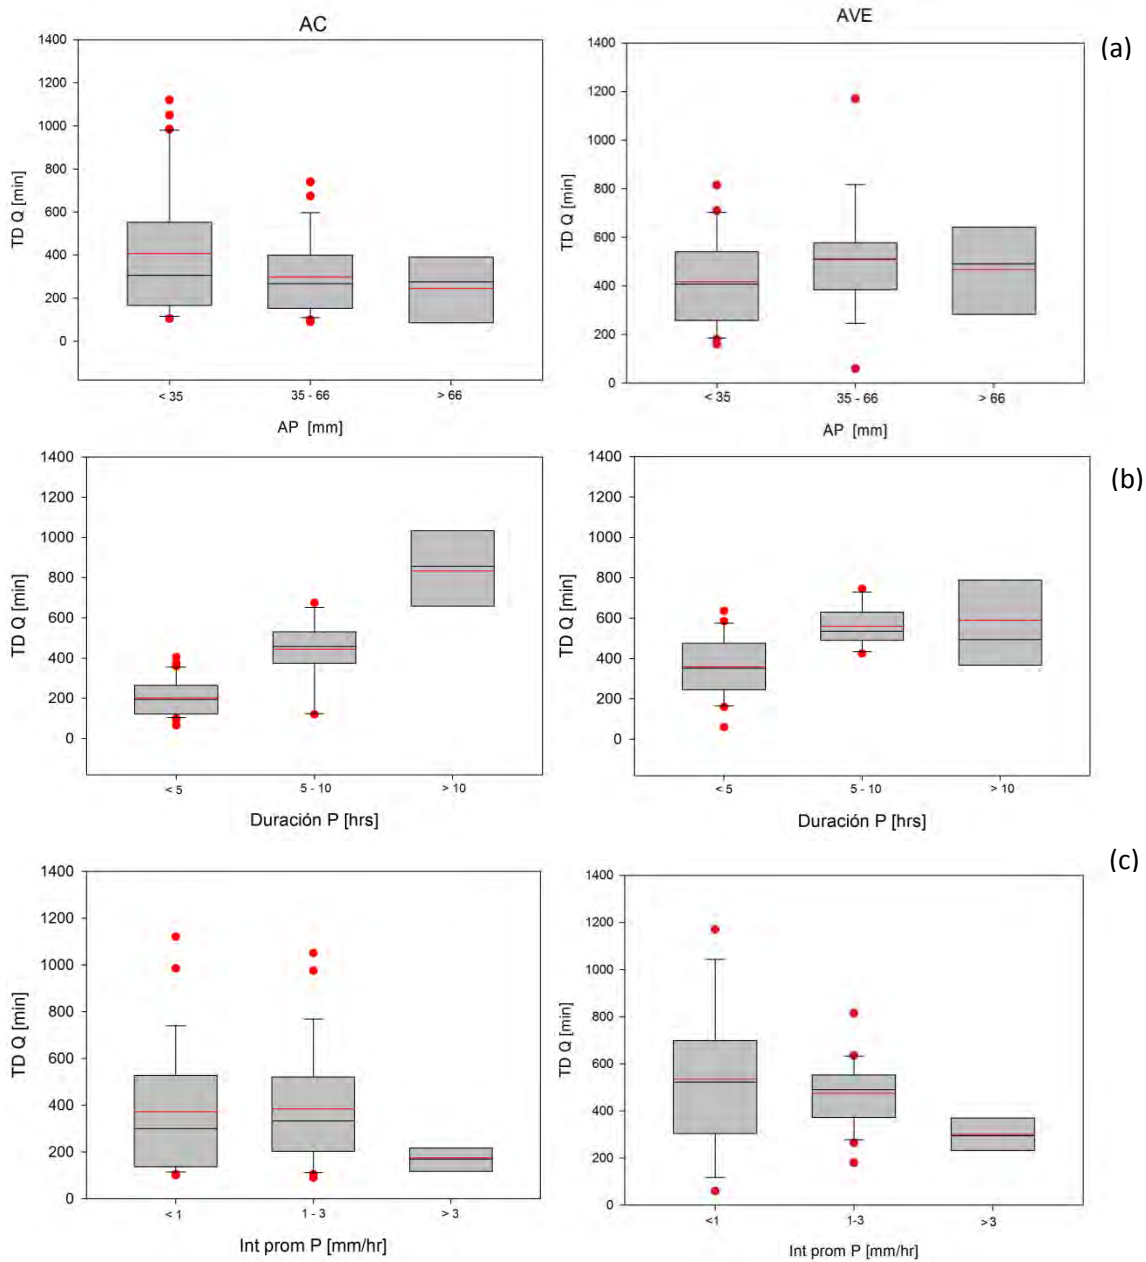 AC
AVE
(a)
1400
1200
1000
800
600
400
200
0
TD Q [min]
< 35
35 - 66
> 66
AP [mm]
1400
1200
1000
800
600
400
200
0
TD Q [min]
< 35
35 - 66
> 66
AP [mm]
(b)
1400
1200
1000
800
600
400
200
0
TD Q [min]
< 5
5 - 10
> 10
Duración P [hrs]
1400
1200
1000
800
600
400
200
0
TD Q [min]
< 5
5 - 10
> 10
Duración P [hrs]
(c)
1400
1200
1000
800
600
400
200
0
TD Q [min]
< 1
1 - 3
> 3
Int prom P [mm/hr]
1400
1200
1000
800
600
400
200
0
TD Q [min]
<1
1-3
>3
Int prom P [mm/hr]